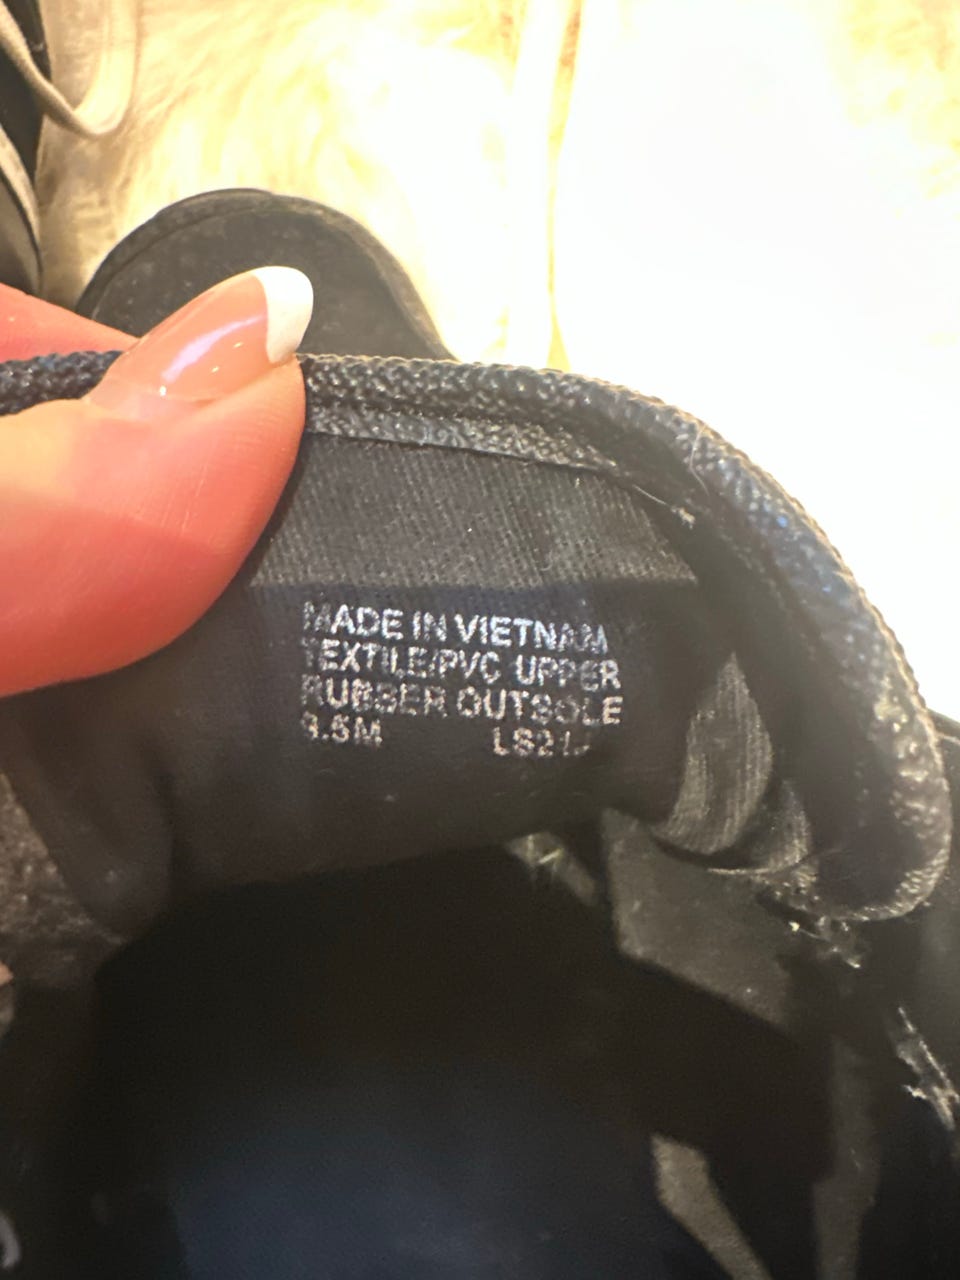 MADE IN VIETNAM
TEXTILE/PVC UPPER
RUBBER OUTSOLE